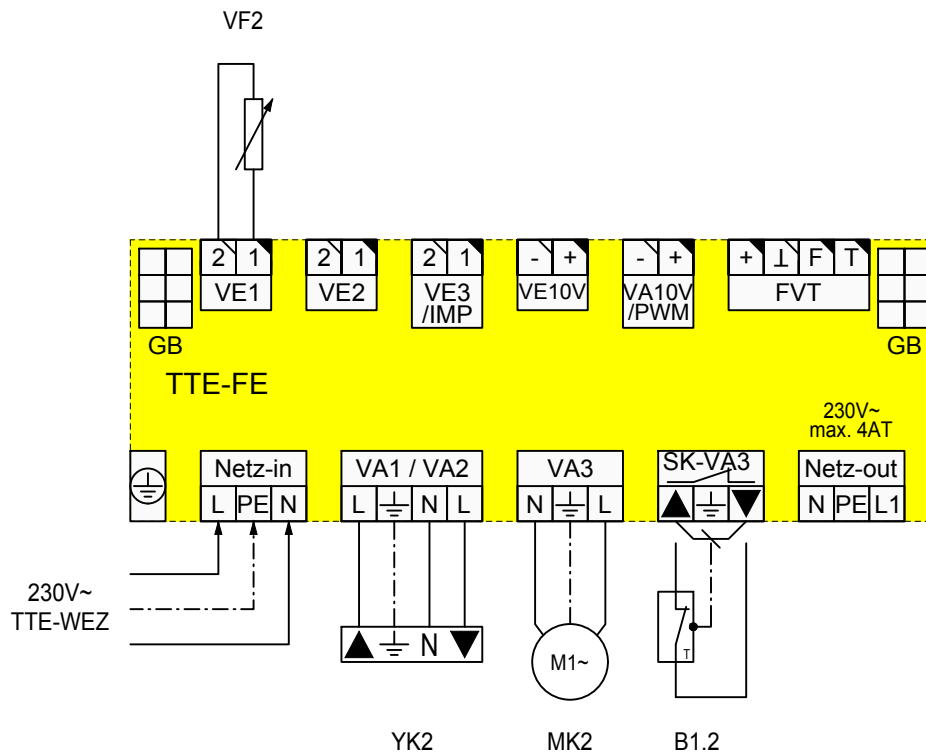 VF2
2 1 2 1 2 1 - + - + + ⊥ F T
VE1 VE2 VE3 /IMP VE10V VA10V /PWM FVT
GB GB
TTE-FE
230V~
max. 4AT
Netz-in VA1 / VA2 VA3 SK-VA3 Netz-out
L PE N L N L N L N PE L1
230V~
TTE-WEZ
N
M1~
T
YK2 MK2 B1.2